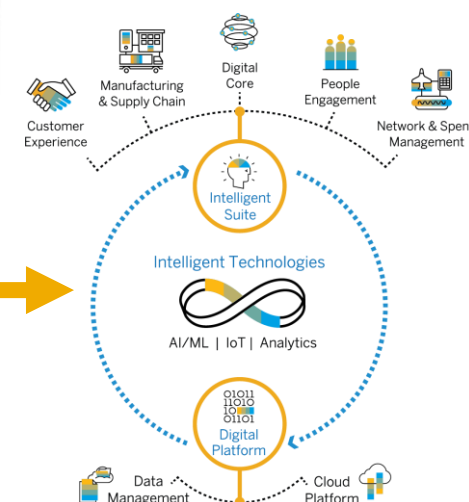 Digital
Core
Manufacturing
& Supply Chain
People
Engagement
Customer
Experience
Network & Spen
Management
Intelligent
Suite
Intelligent Technologies
AI/ML | IoT | Analytics
01011
11010
10
01101
Digital
Platform
Data
Management
Cloud
Platform